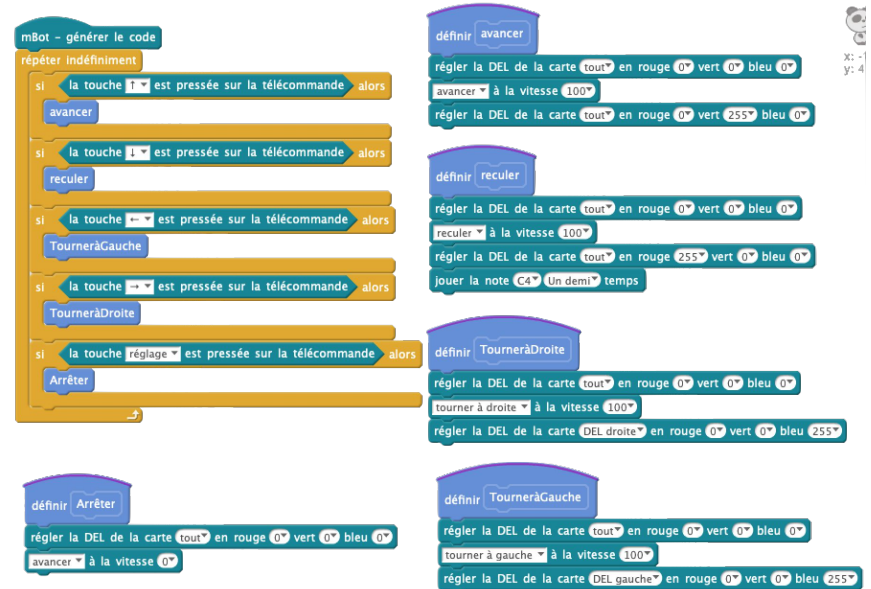 mBot - générer le code
répéter indéfiniment
si la touche ↑ est pressée sur la télécommande alors
avancer
si la touche ↓ est pressée sur la télécommande alors
reculer
si la touche ← est pressée sur la télécommande alors
TourneràGauche
si la touche → est pressée sur la télécommande alors
TourneràDroite
si la touche réglage est pressée sur la télécommande alors
Arrêter
définir Arrêter
régler la DEL de la carte tout en rouge 0 vert 0 bleu 0
avancer à la vitesse 0
définir avancer
régler la DEL de la carte tout en rouge 0 vert 0 bleu 0
avancer à la vitesse 100
régler la DEL de la carte tout en rouge 0 vert 255 bleu 0
définir reculer
régler la DEL de la carte tout en rouge 0 vert 0 bleu 0
reculer à la vitesse 100
régler la DEL de la carte tout en rouge 255 vert 0 bleu 0
jouer la note C4 Un demi temps
définir TourneràDroite
régler la DEL de la carte tout en rouge 0 vert 0 bleu 0
tourner à droite à la vitesse 100
régler la DEL de la carte DEL droite en rouge 0 vert 0 bleu 255
définir TourneràGauche
régler la DEL de la carte tout en rouge 0 vert 0 bleu 0
tourner à gauche à la vitesse 100
régler la DEL de la carte DEL gauche en rouge 0 vert 0 bleu 255
x:
y: